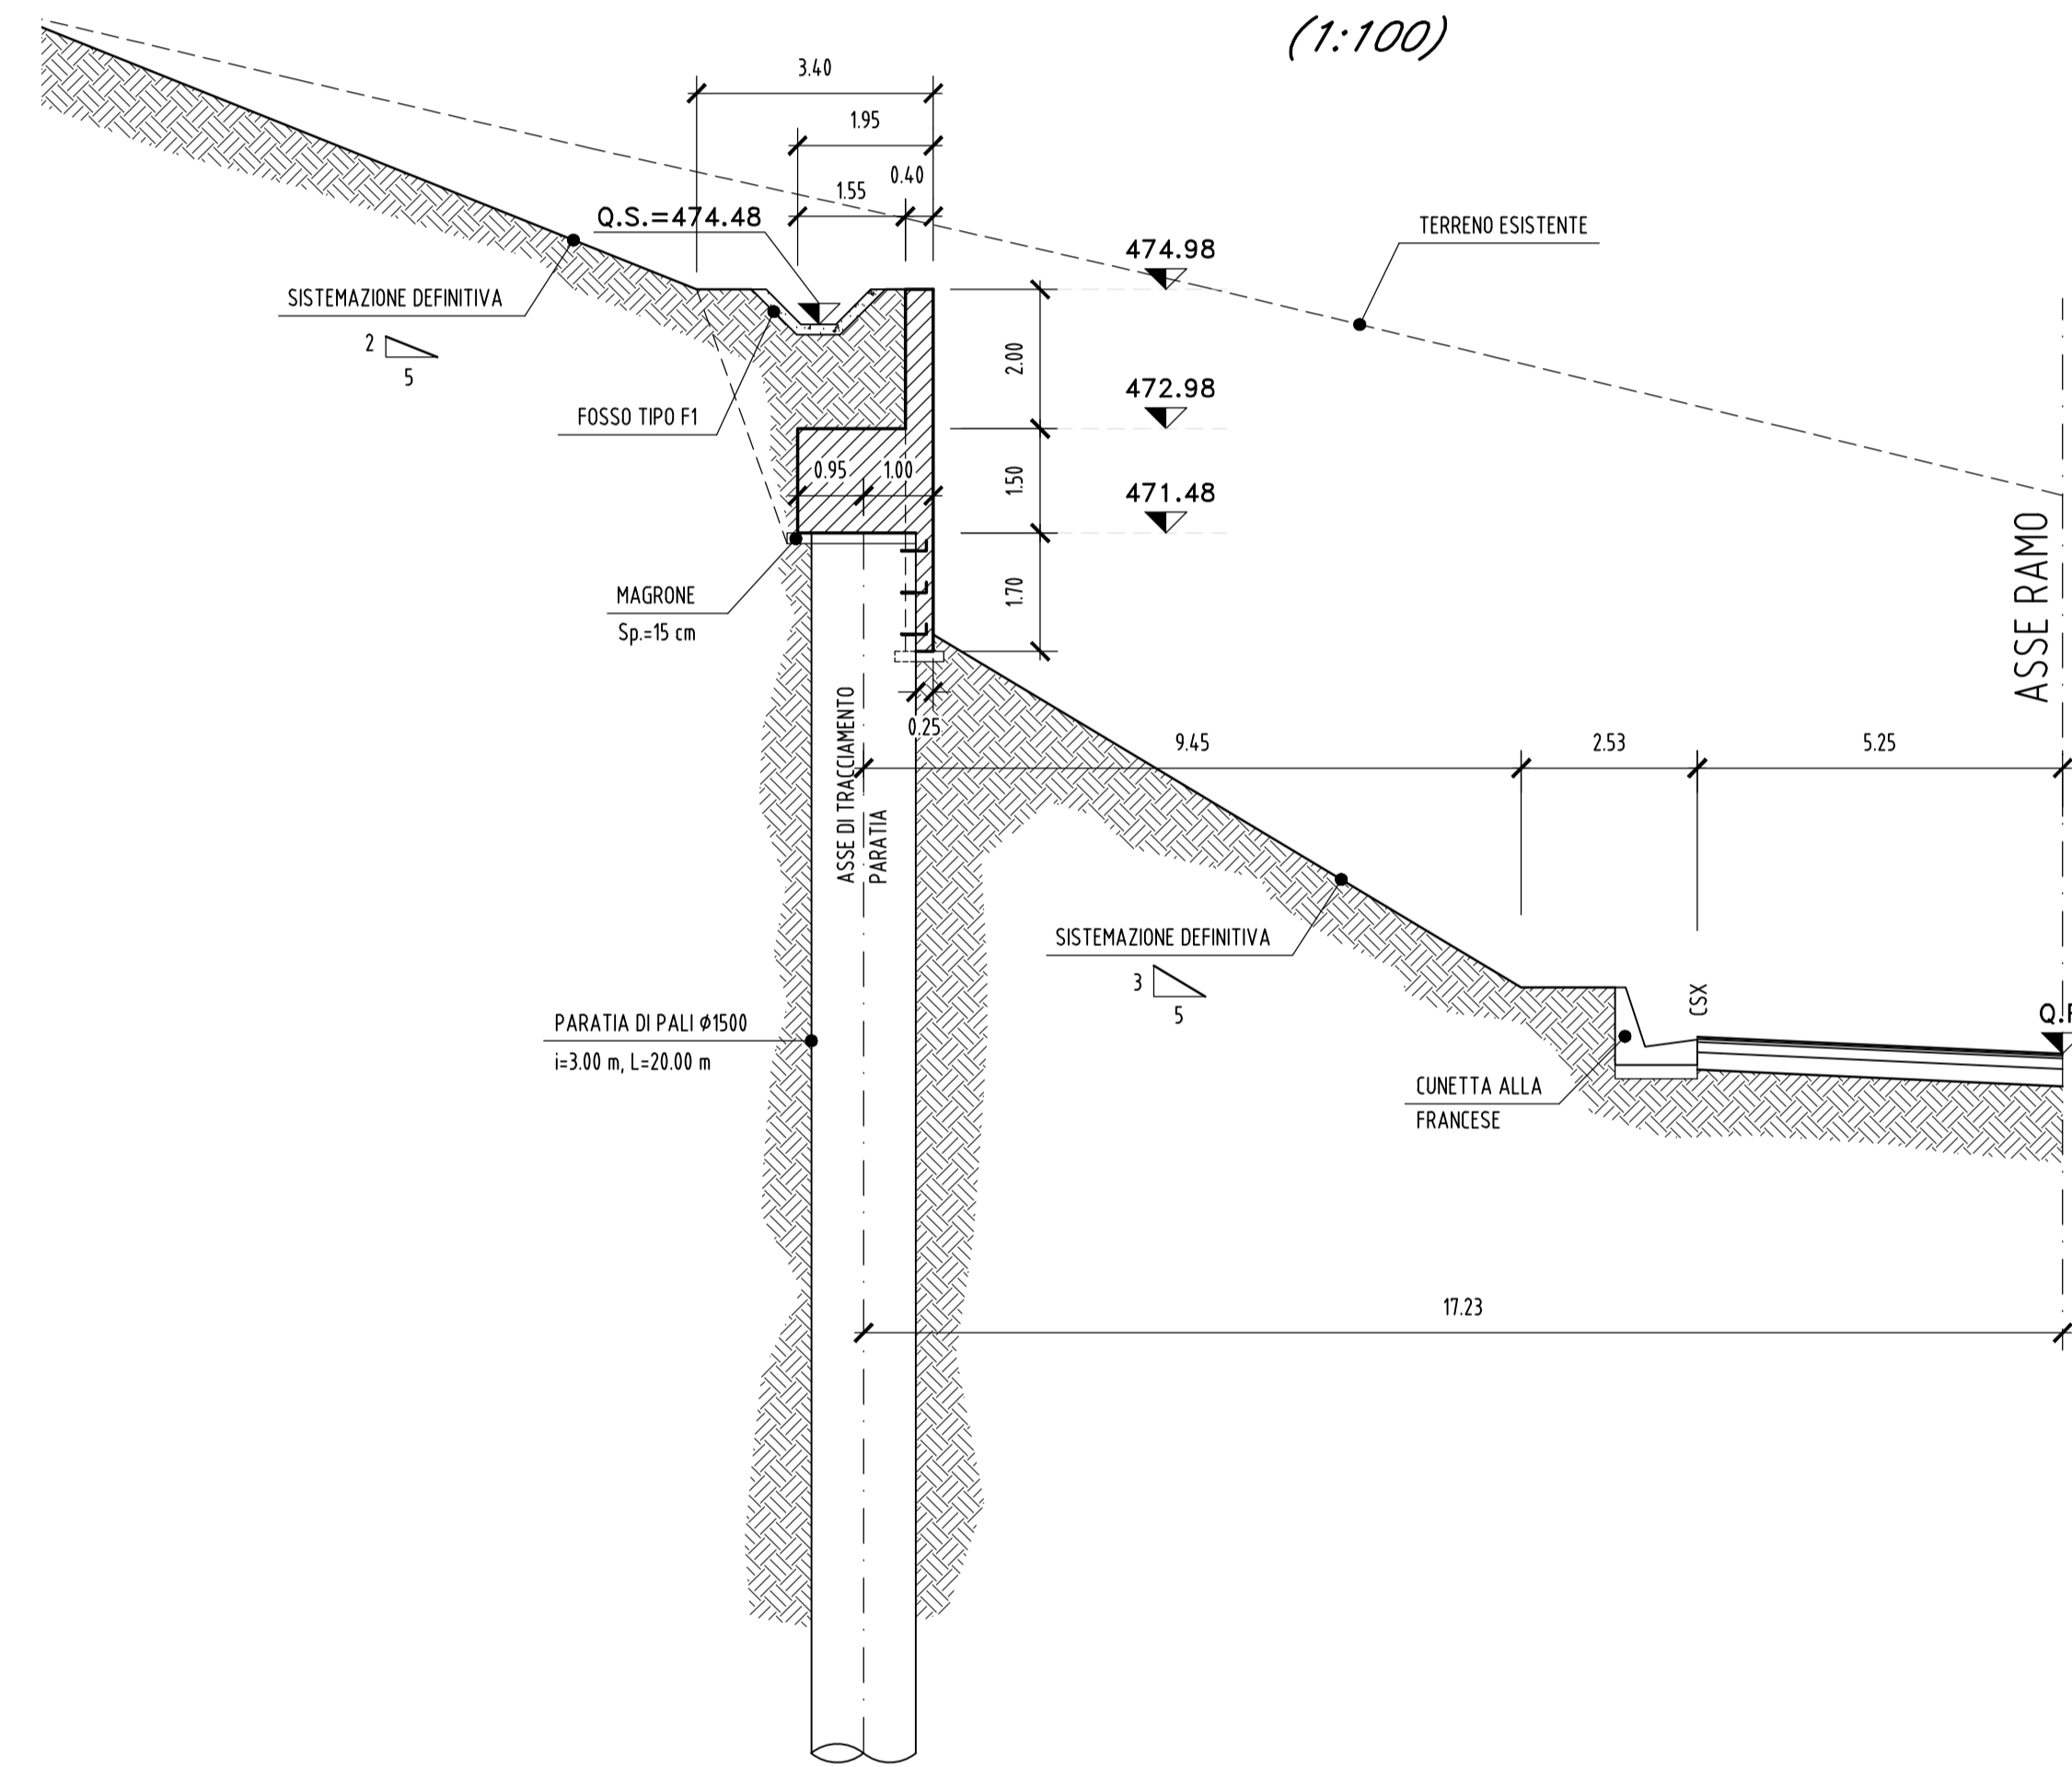 (1:100)
3.40
1.95
0.40
1.55
Q.S.=474.48
474.98
TERRENO ESISTENTE
SISTEMAZIONE DEFINITIVA
2
5
2.00
472.98
FOSSO TIPO F1
0.95
1.00
1.50
471.48
MAGRONE
Sp.=15 cm
1.70
ASSE RAMO
0.25
ASSE DI TRACCIAMENTO
PARATIA
9.45
2.53
5.25
SISTEMAZIONE DEFINITIVA
3
5
CSX
PARATIA DI PALI ϕ1500
i=3.00 m, L=20.00 m
CUNETTA ALLA
FRANCESE
17.23